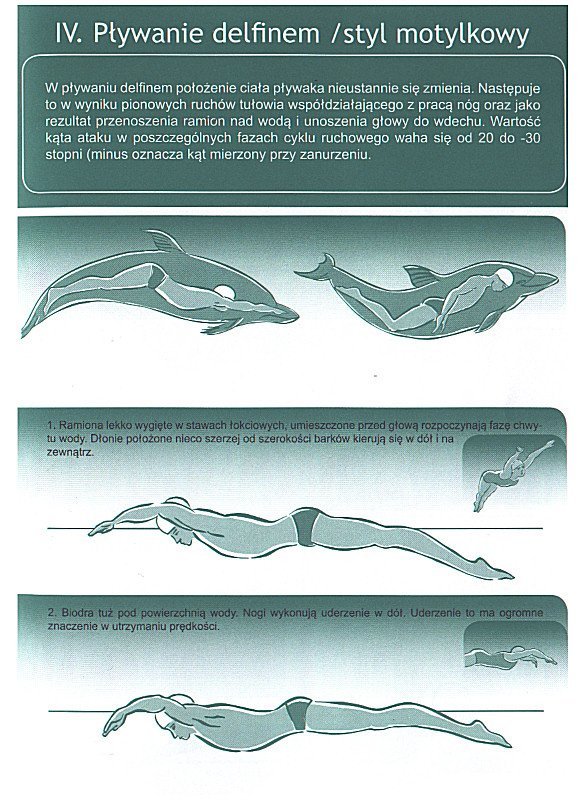 IV. Pływanie delfinem /styl motylkowy
W pływaniu delfinem położenie ciała pływaka nieustannie się zmienia. Następuje
to w wyniku pionowych ruchów tułowia współdziałającego z pracą nóg oraz jako
rezultat przenoszenia ramion nad wodą i unoszenia głowy do wdechu. Wartość
kąta ataku w poszczególnych fazach cyklu ruchowego waha się od 20 do -30
stopni (minus oznacza kąt mierzony przy zanurzeniu.
1. Ramiona lekko wygięte w stawach łokciowych, umieszczone przed głową rozpoczynają fazę chwy-
tu wody. Dłonie położone nieco szerzej od szerokości barków kierują się w dół i na
zewnątrz.
2. Biodra tuż pod powierzchnią wody. Nogi wykonują uderzenie w dół. Uderzenie to ma ogromne
znaczenie w utrzymaniu prędkości.